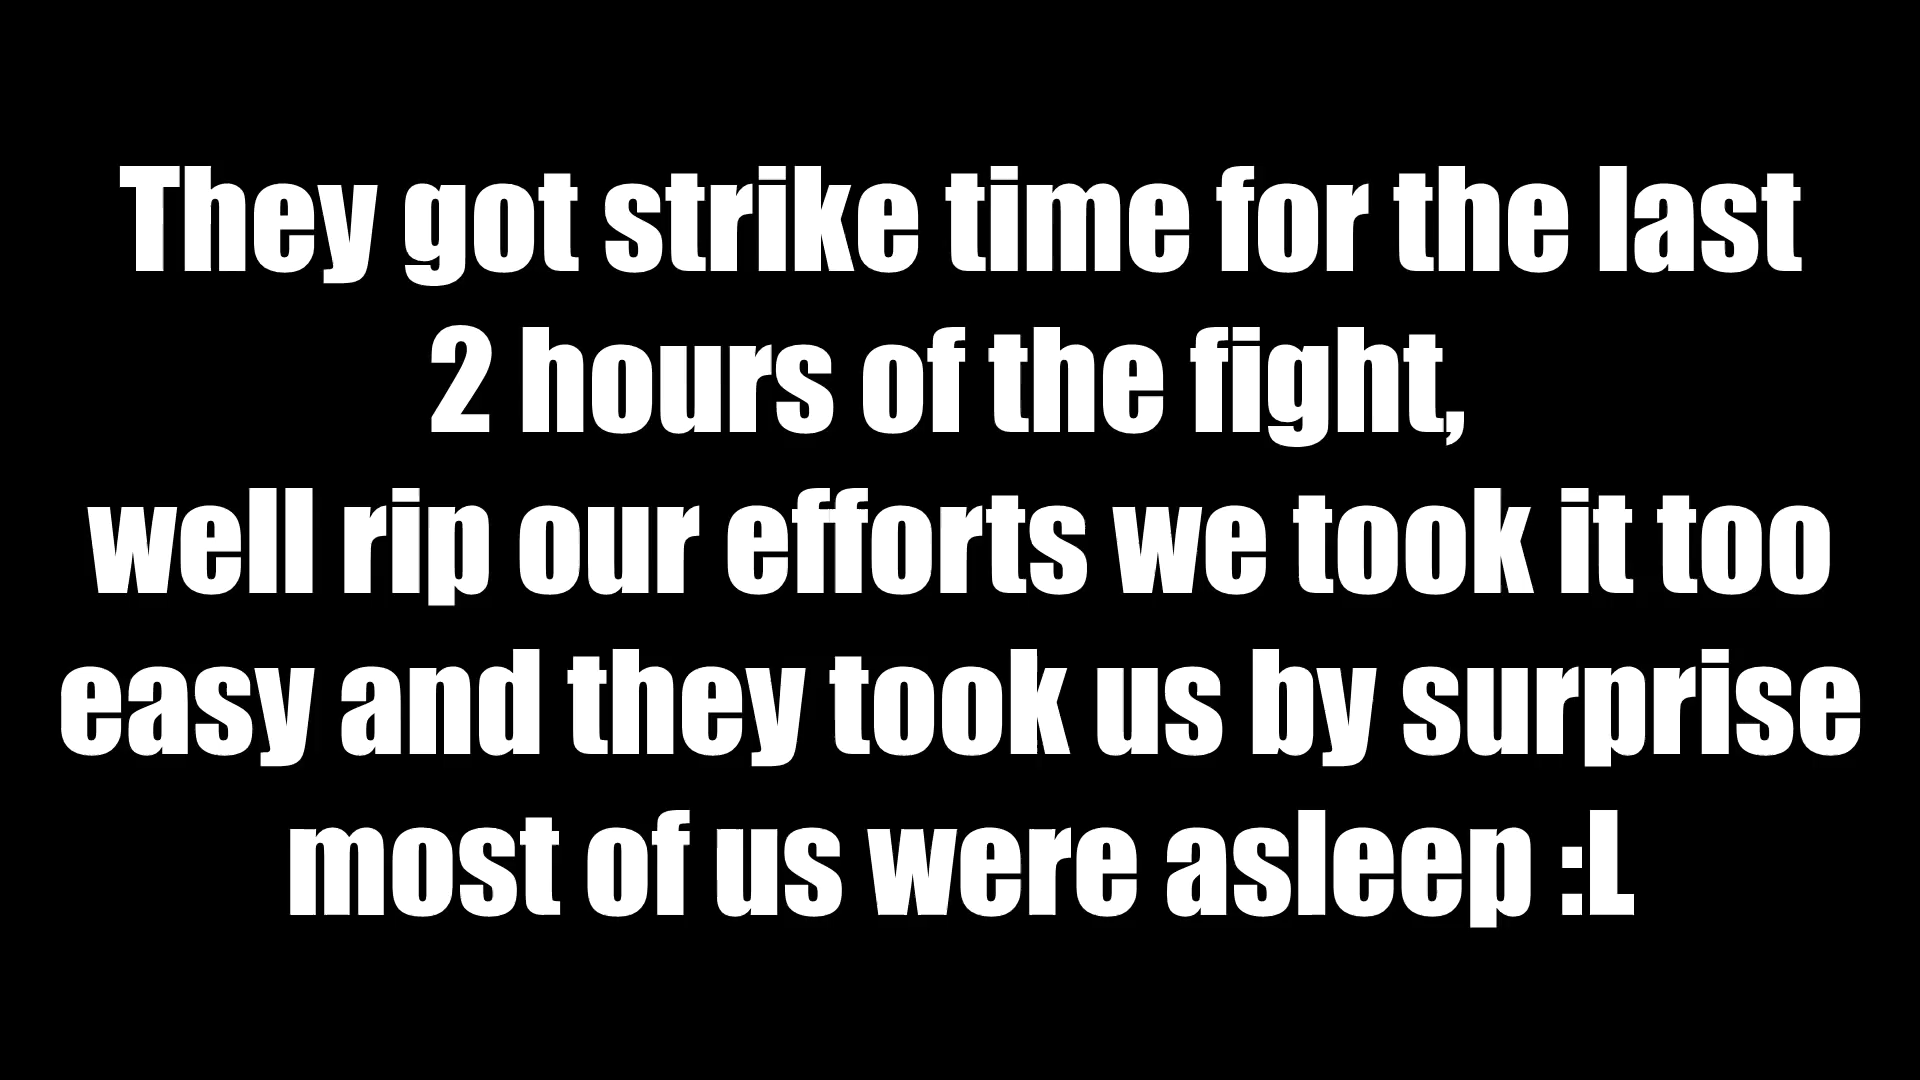 They got strike time for the last
2 hours of the fight,
well rip our efforts we took it too
easy and they took us by surprise
most of us were asleep :L